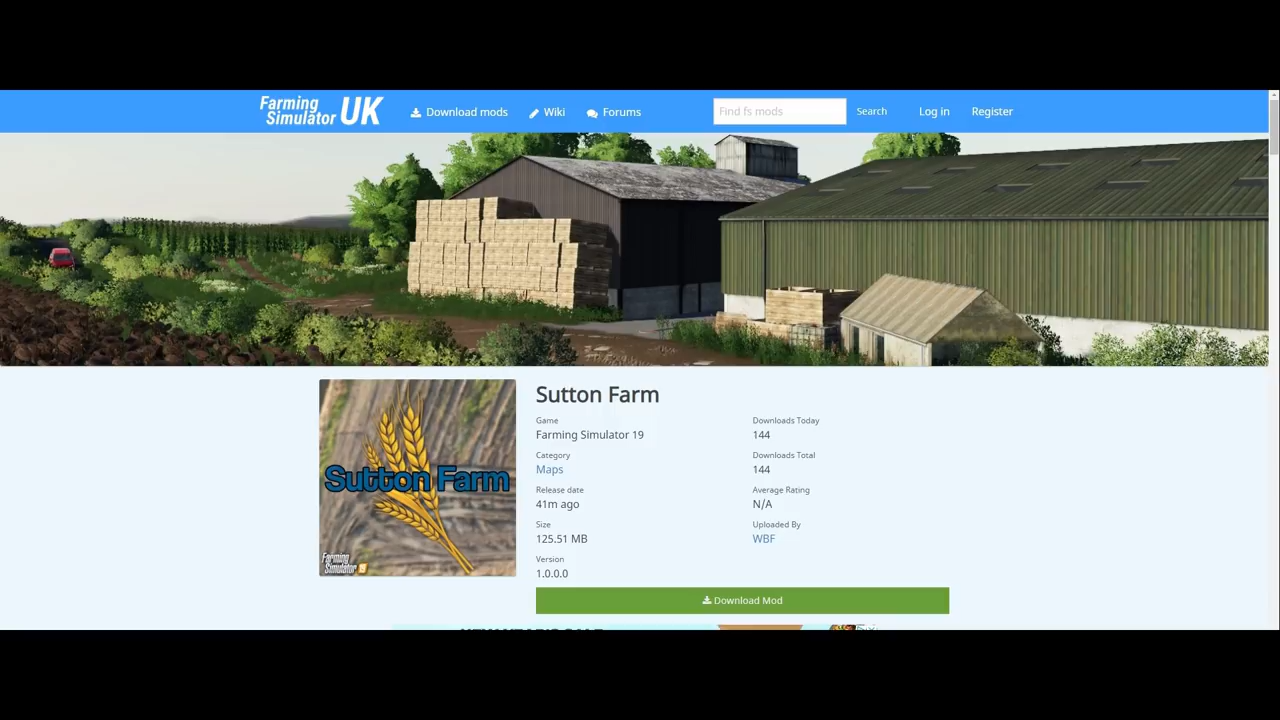 Farming Simulator UK
Download mods
Wiki
Forums
Find fs mods
Search
Log in
Register
Sutton Farm
Farming Simulator
Sutton Farm
Game
Farming Simulator 19
Category
Maps
Release date
41m ago
Size
125.51 MB
Version
1.0.0.0
Downloads Today
144
Downloads Total
144
Average Rating
N/A
Uploaded By
WBF
Download Mod